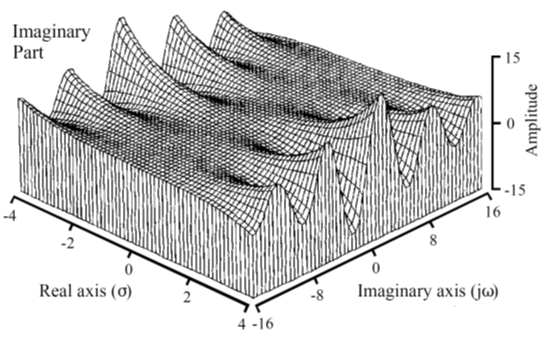 Imaginary
Part
15
0
-15
Amplitude
-4
-2
0
2
4
-16
-8
0
8
16
Real axis (σ)
Imaginary axis (jω)